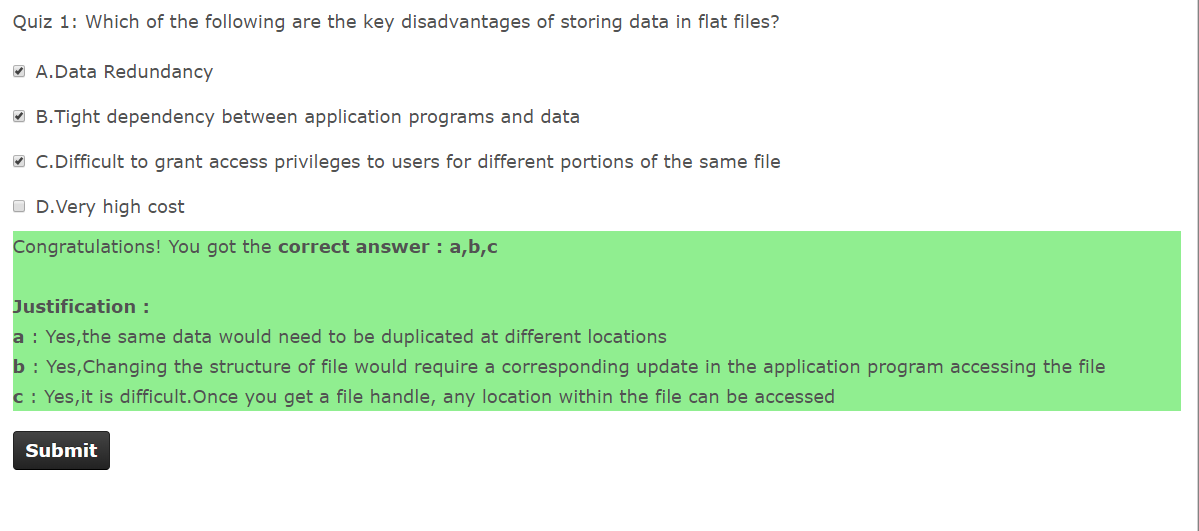 Quiz 1: Which of the following are the key disadvantages of storing data in flat files?
A.Data Redundancy
B.Tight dependency between application programs and data
C.Difficult to grant access privileges to users for different portions of the same file
D.Very high cost
Congratulations! You got the correct answer : a,b,c
Justification :
a : Yes,the same data would need to be duplicated at different locations
b : Yes,Changing the structure of file would require a corresponding update in the application program accessing the file
c : Yes,it is difficult.Once you get a file handle, any location within the file can be accessed
Submit